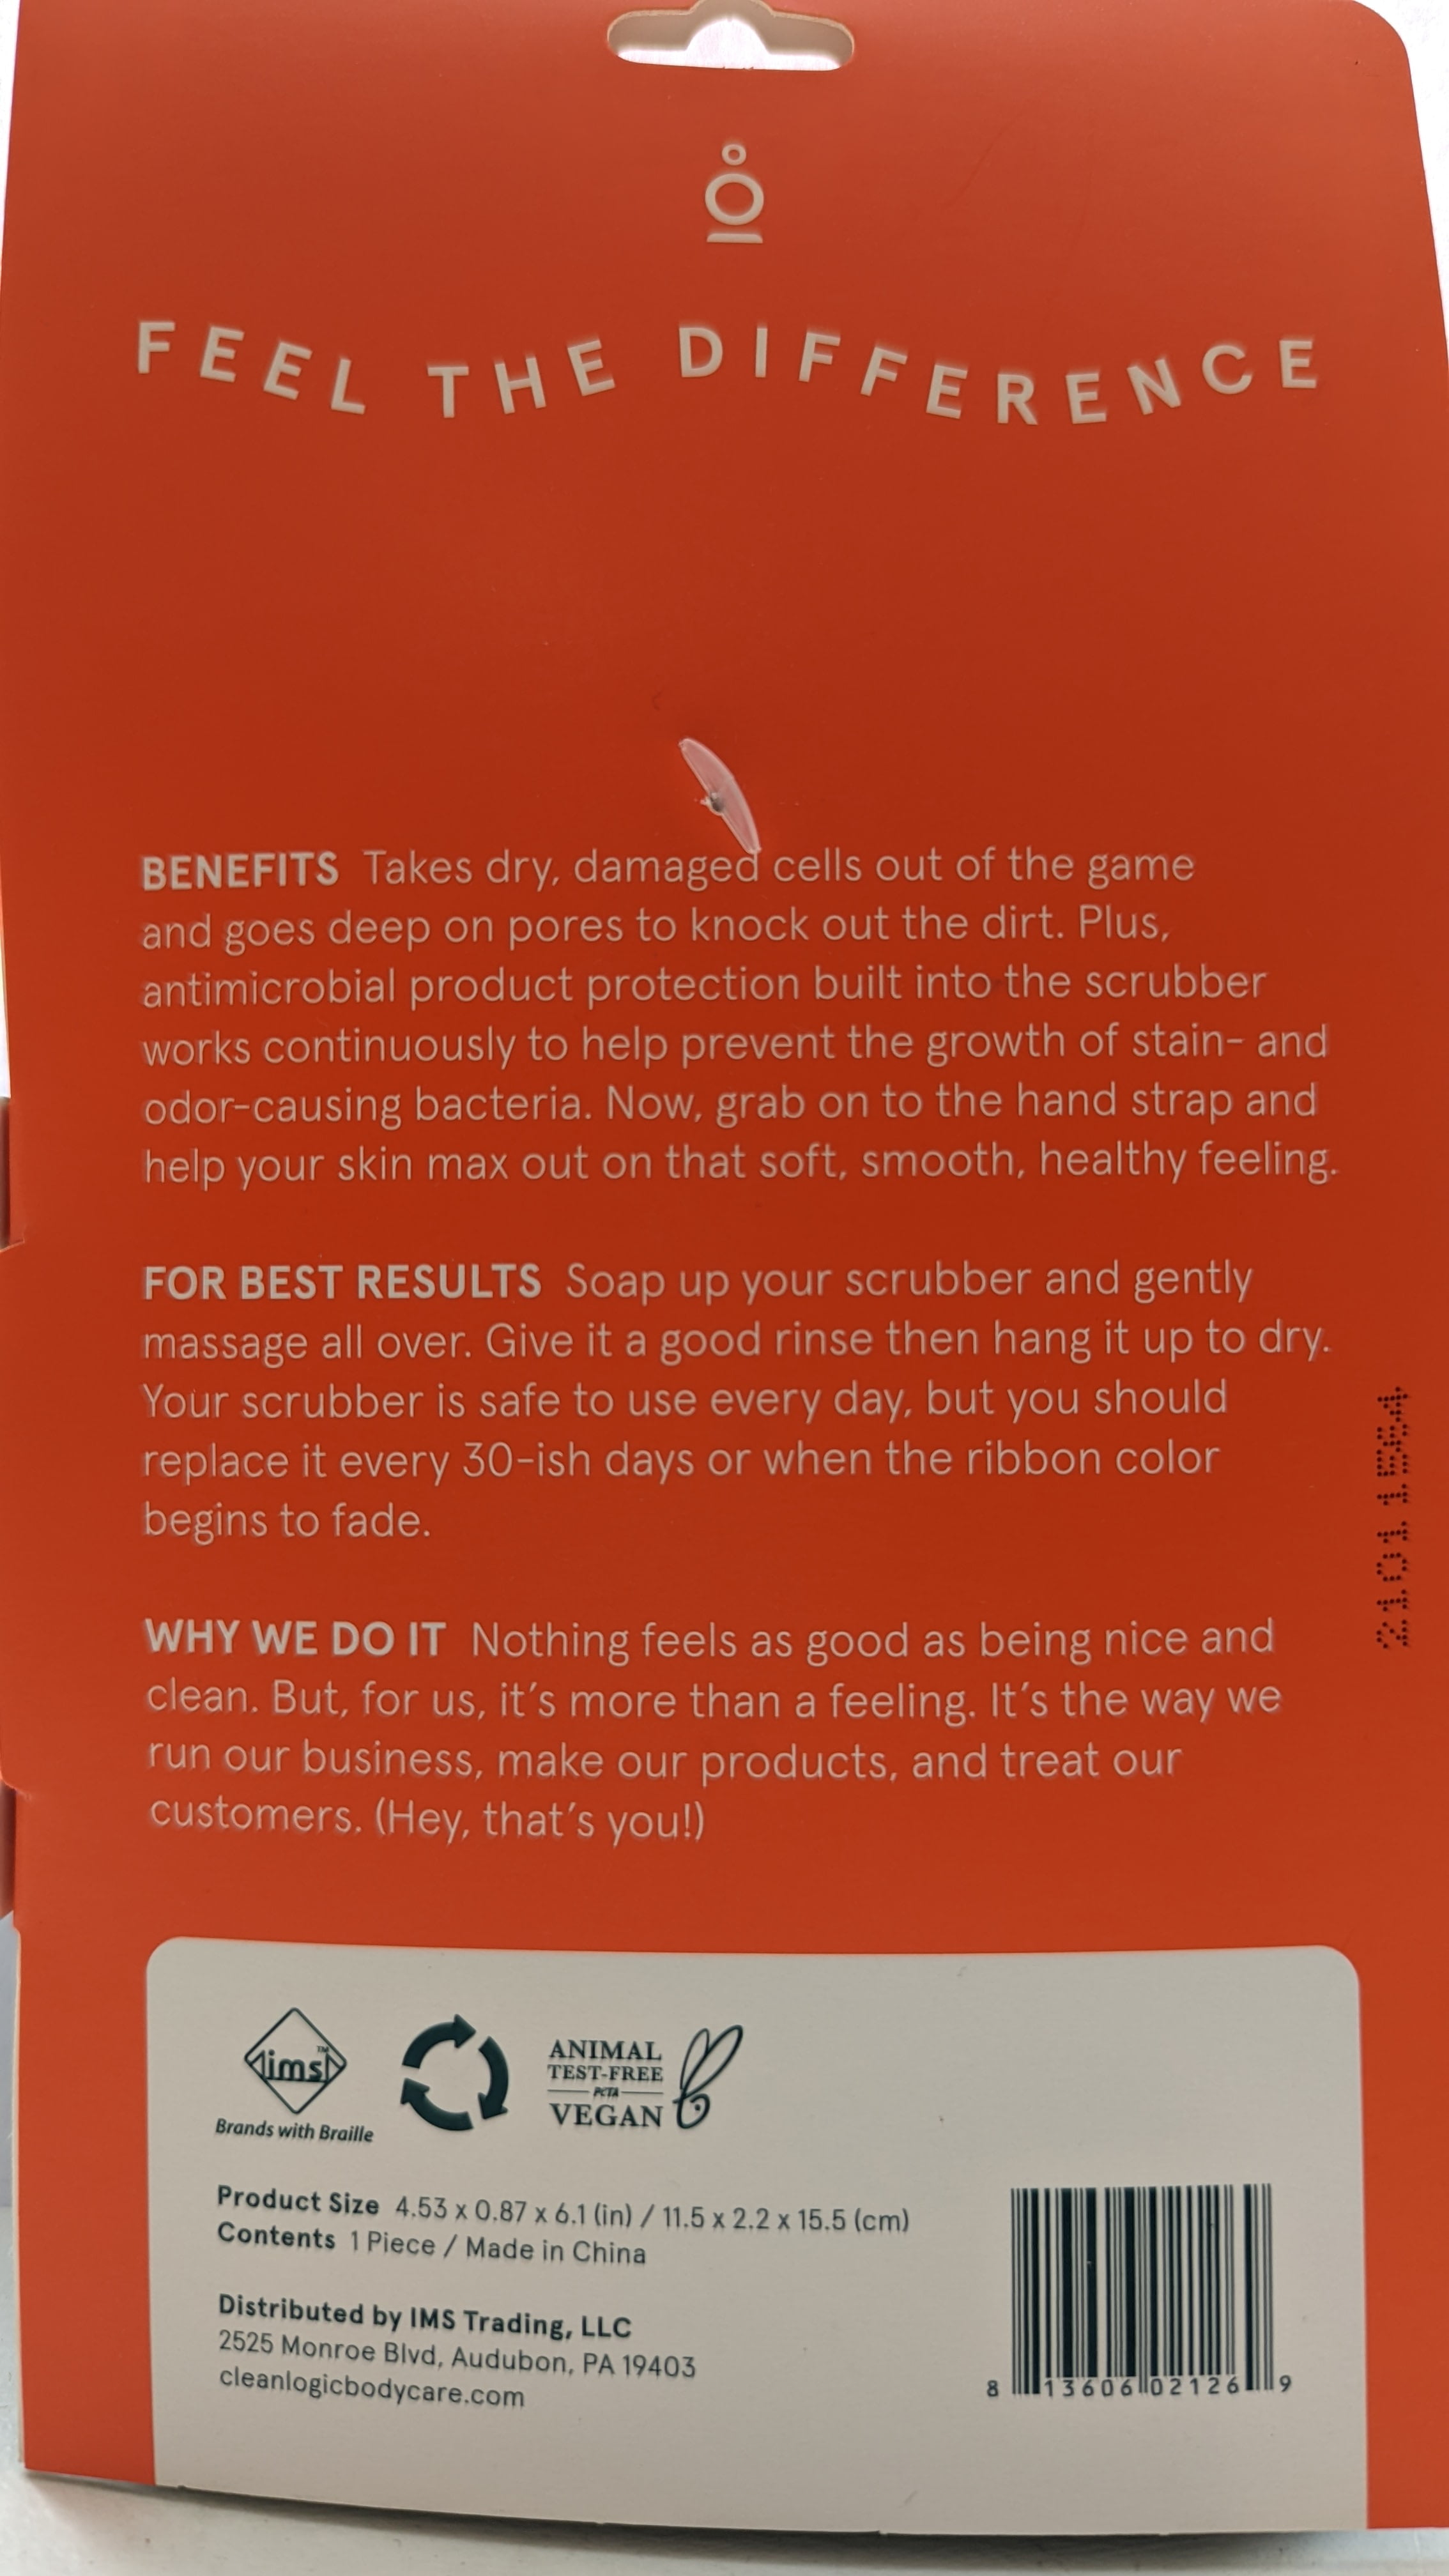 FEEL THE DIFFERENCE
BENEFITS Takes dry, damaged cells out of the game
and goes deep on pores to knock out the dirt. Plus,
antimicrobial product protection built into the scrubber
works continuously to help prevent the growth of stain- and
odor-causing bacteria. Now, grab on to the hand strap and
help your skin max out on that soft, smooth, healthy feeling.
FOR BEST RESULTS Soap up your scrubber and gently
massage all over. Give it a good rinse then hang it up to dry.
Your scrubber is safe to use every day, but you should
replace it every 30-ish days or when the ribbon color
begins to fade.
WHY WE DO IT Nothing feels as good as being nice and
clean. But, for us, it's more than a feeling. It's the way we
run our business, make our products, and treat our
customers. (Hey, that's you!)
ims™
Brands with Braille
ANIMAL
TEST-FREE
PETA
VEGAN
Product Size 4.53 x 0.87 x 6.1 (in) / 11.5 x 2.2 x 15.5 (cm)
Contents 1 Piece / Made in China
Distributed by IMS Trading, LLC
2525 Monroe Blvd, Audubon, PA 19403
cleanlogicbodycare.com
8 13606 02126 9